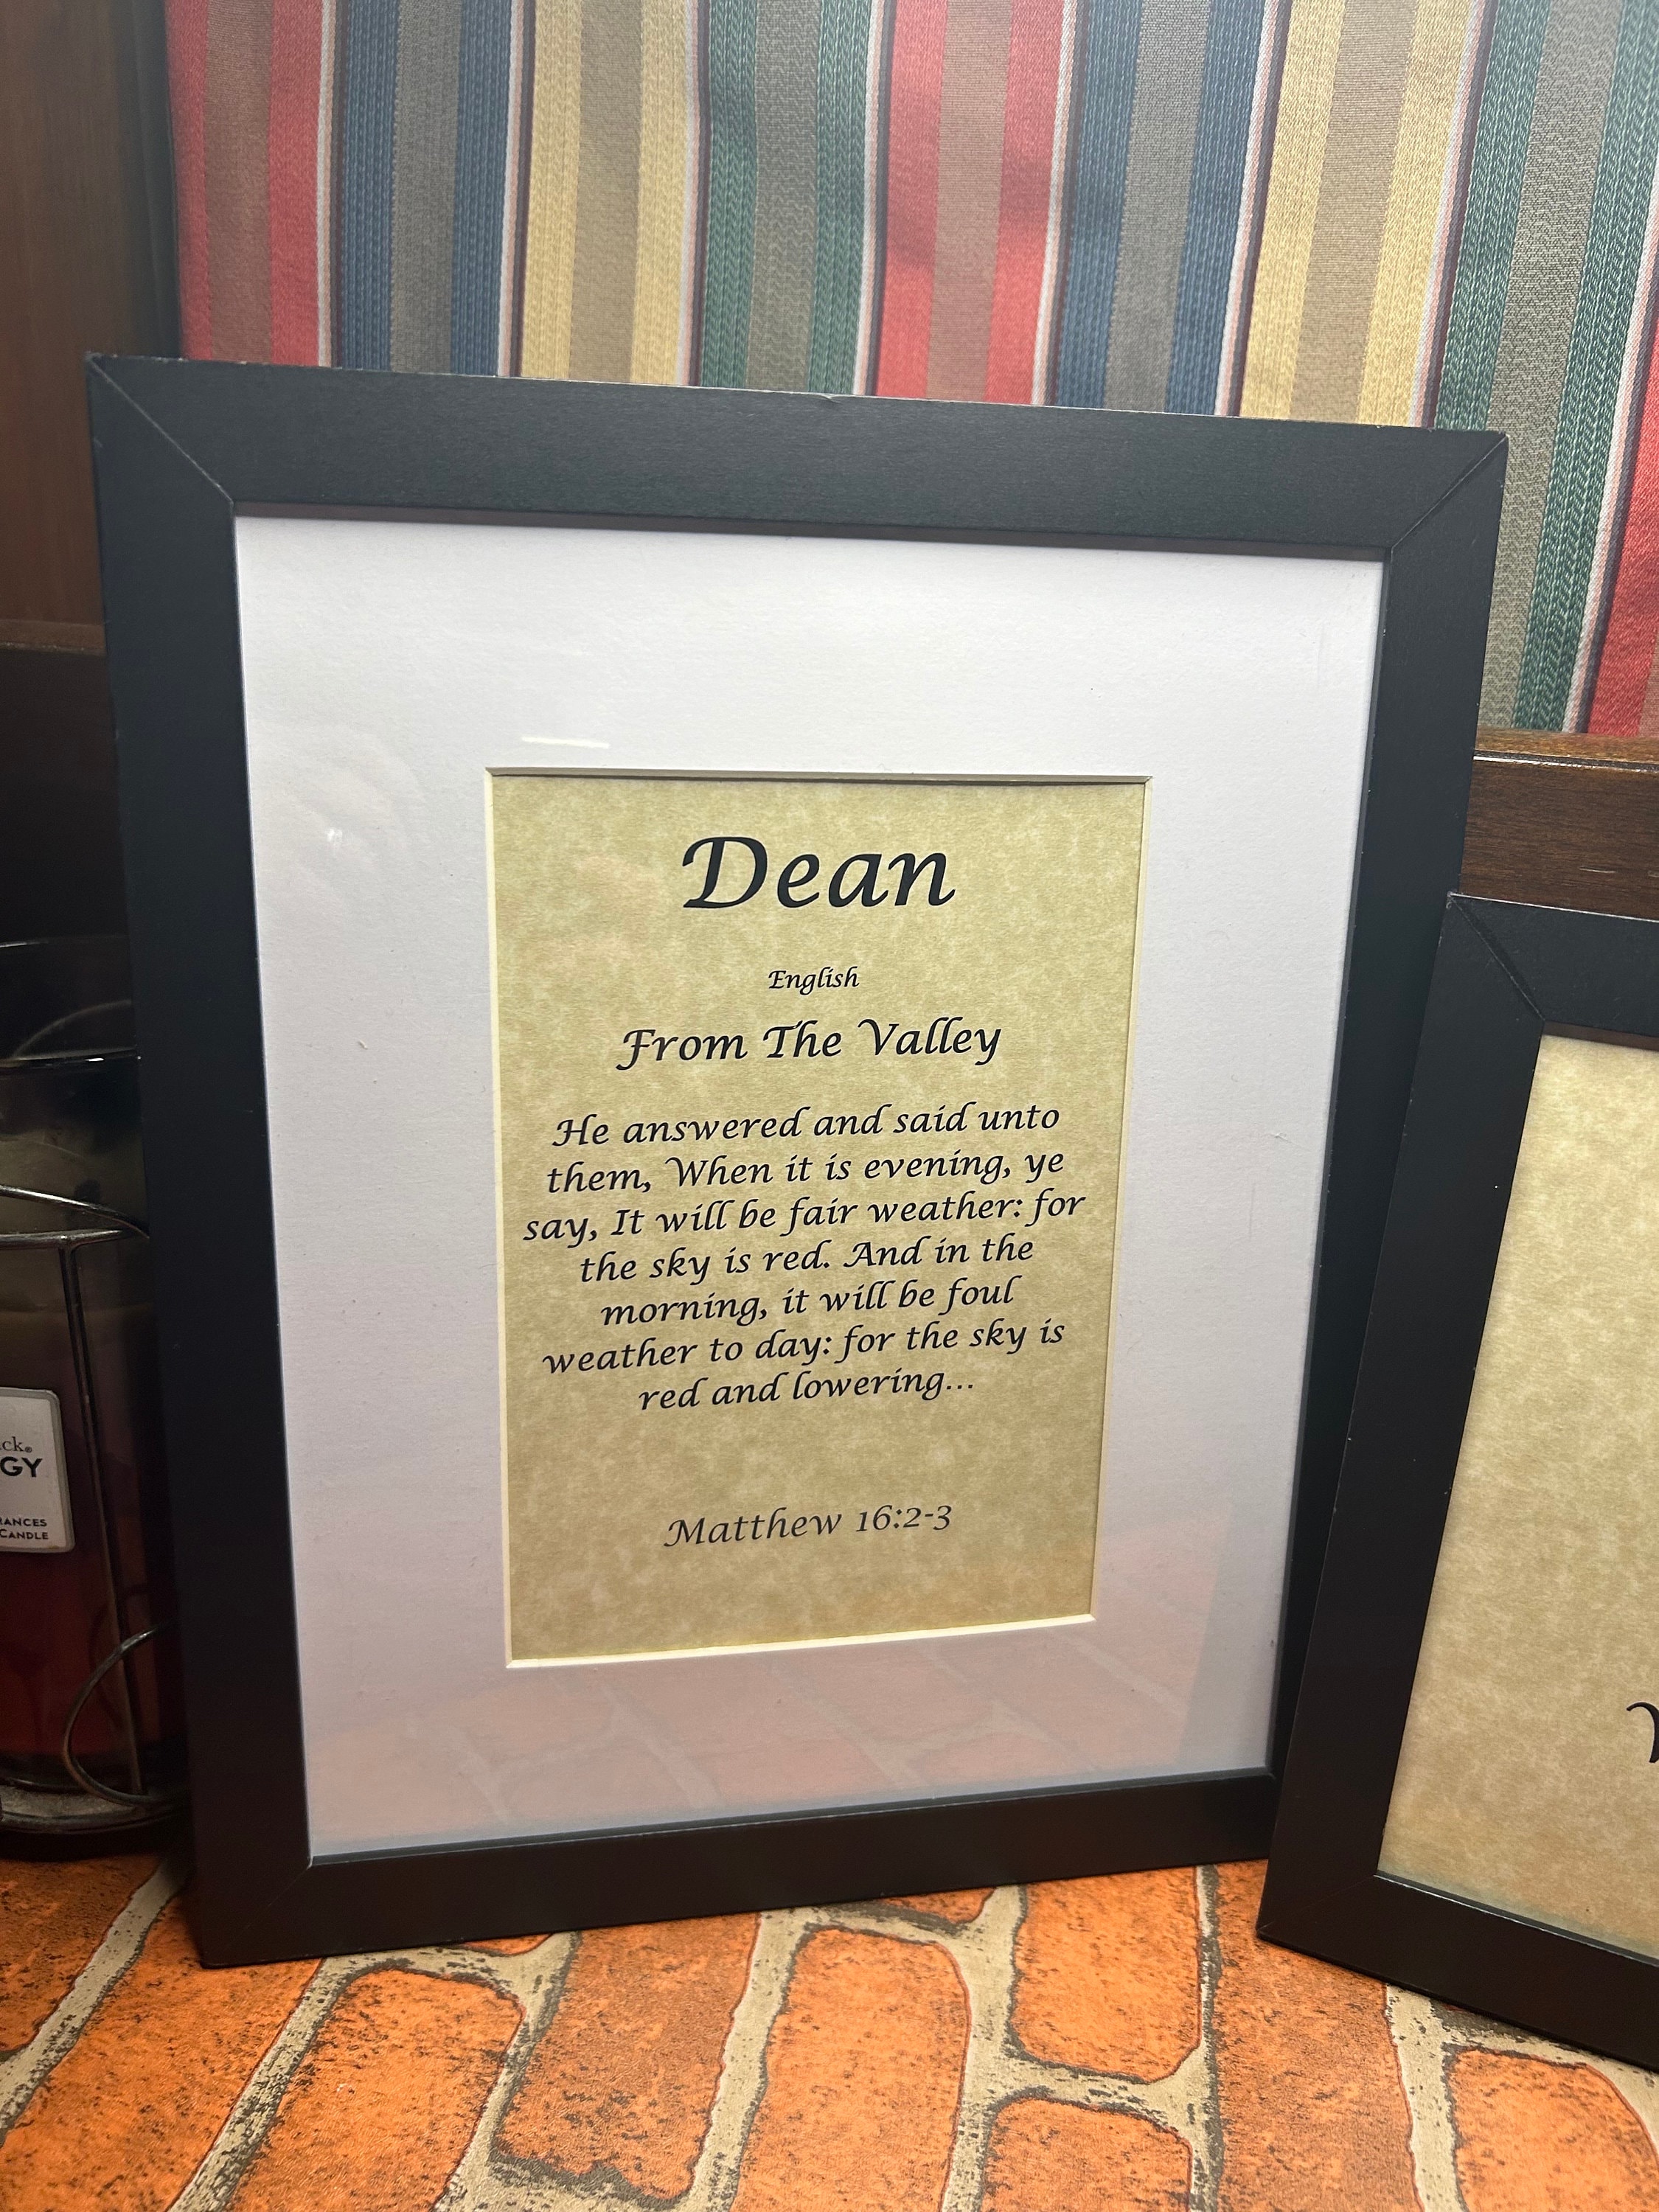 Dean
English
From The Valley
He answered and said unto
them, When it is evening, ye
say, It will be fair weather: for
the sky is red. And in the
morning, it will be foul
weather to day: for the sky is
red and lowering...
Matthew 16:2-3
CANDLE